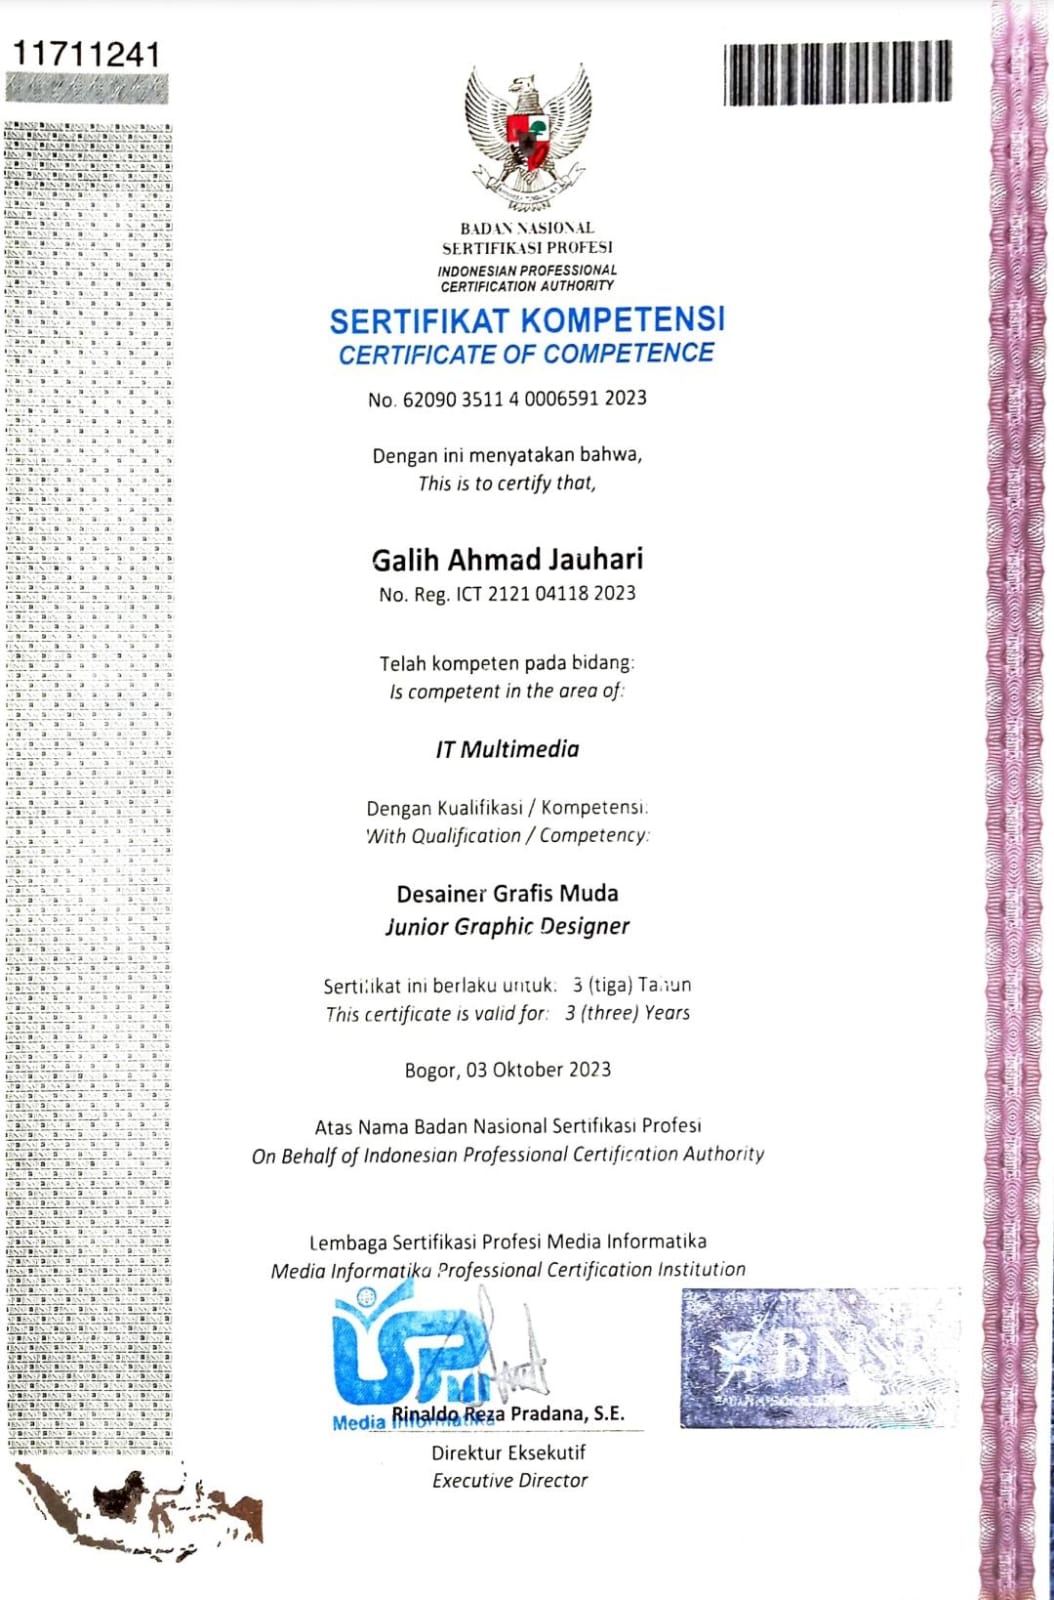 11711241
BADAN NASIONAL
SERTIFIKASI PROFESI
INDONESIAN PROFESSIONAL
CERTIFICATION AUTHORITY
SERTIFIKAT KOMPETENSI
CERTIFICATE OF COMPETENCE
No. 62090 3511 4 0006591 2023
Dengan ini menyatakan bahwa,
This is to certify that,
Galih Ahmad Jauhari
No. Reg. ICT 2121 04118 2023
Telah kompeten pada bidang:
Is competent in the area of:
IT Multimedia
Dengan Kualifikasi / Kompetensi:
With Qualification / Competency:
Desainer Grafis Muda
Junior Graphic Designer
Sertifikat ini berlaku untuk: 3 (tiga) Tahun
This certificate is valid for: 3 (three) Years
Bogor, 03 Oktober 2023
Atas Nama Badan Nasional Sertifikasi Profesi
On Behalf of Indonesian Professional Certification Authority
Lembaga Sertifikasi Profesi Media Informatika
Media Informatika Professional Certification Institution
BNSP
Media Informatika
Rinaldo Reza Pradana, S.E.
Direktur Eksekutif
Executive Director